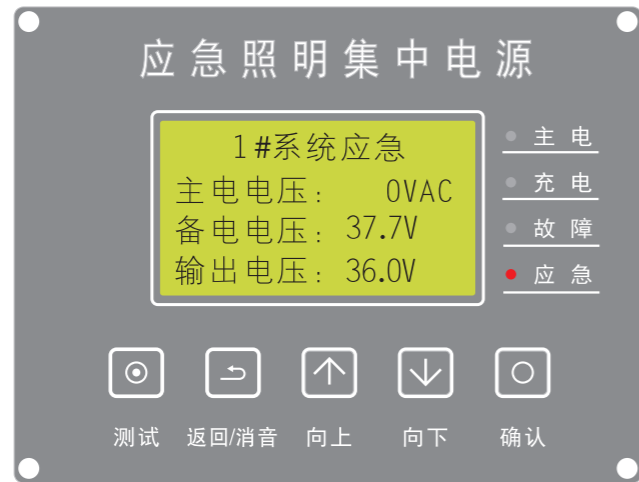 应急照明集中电源
1#系统应急
主电电压: 0VAC
备电电压: 37.7V
输出电压: 36.0V
主电
充电
故障
应急
测试 返回/消音 向上 向下 确认